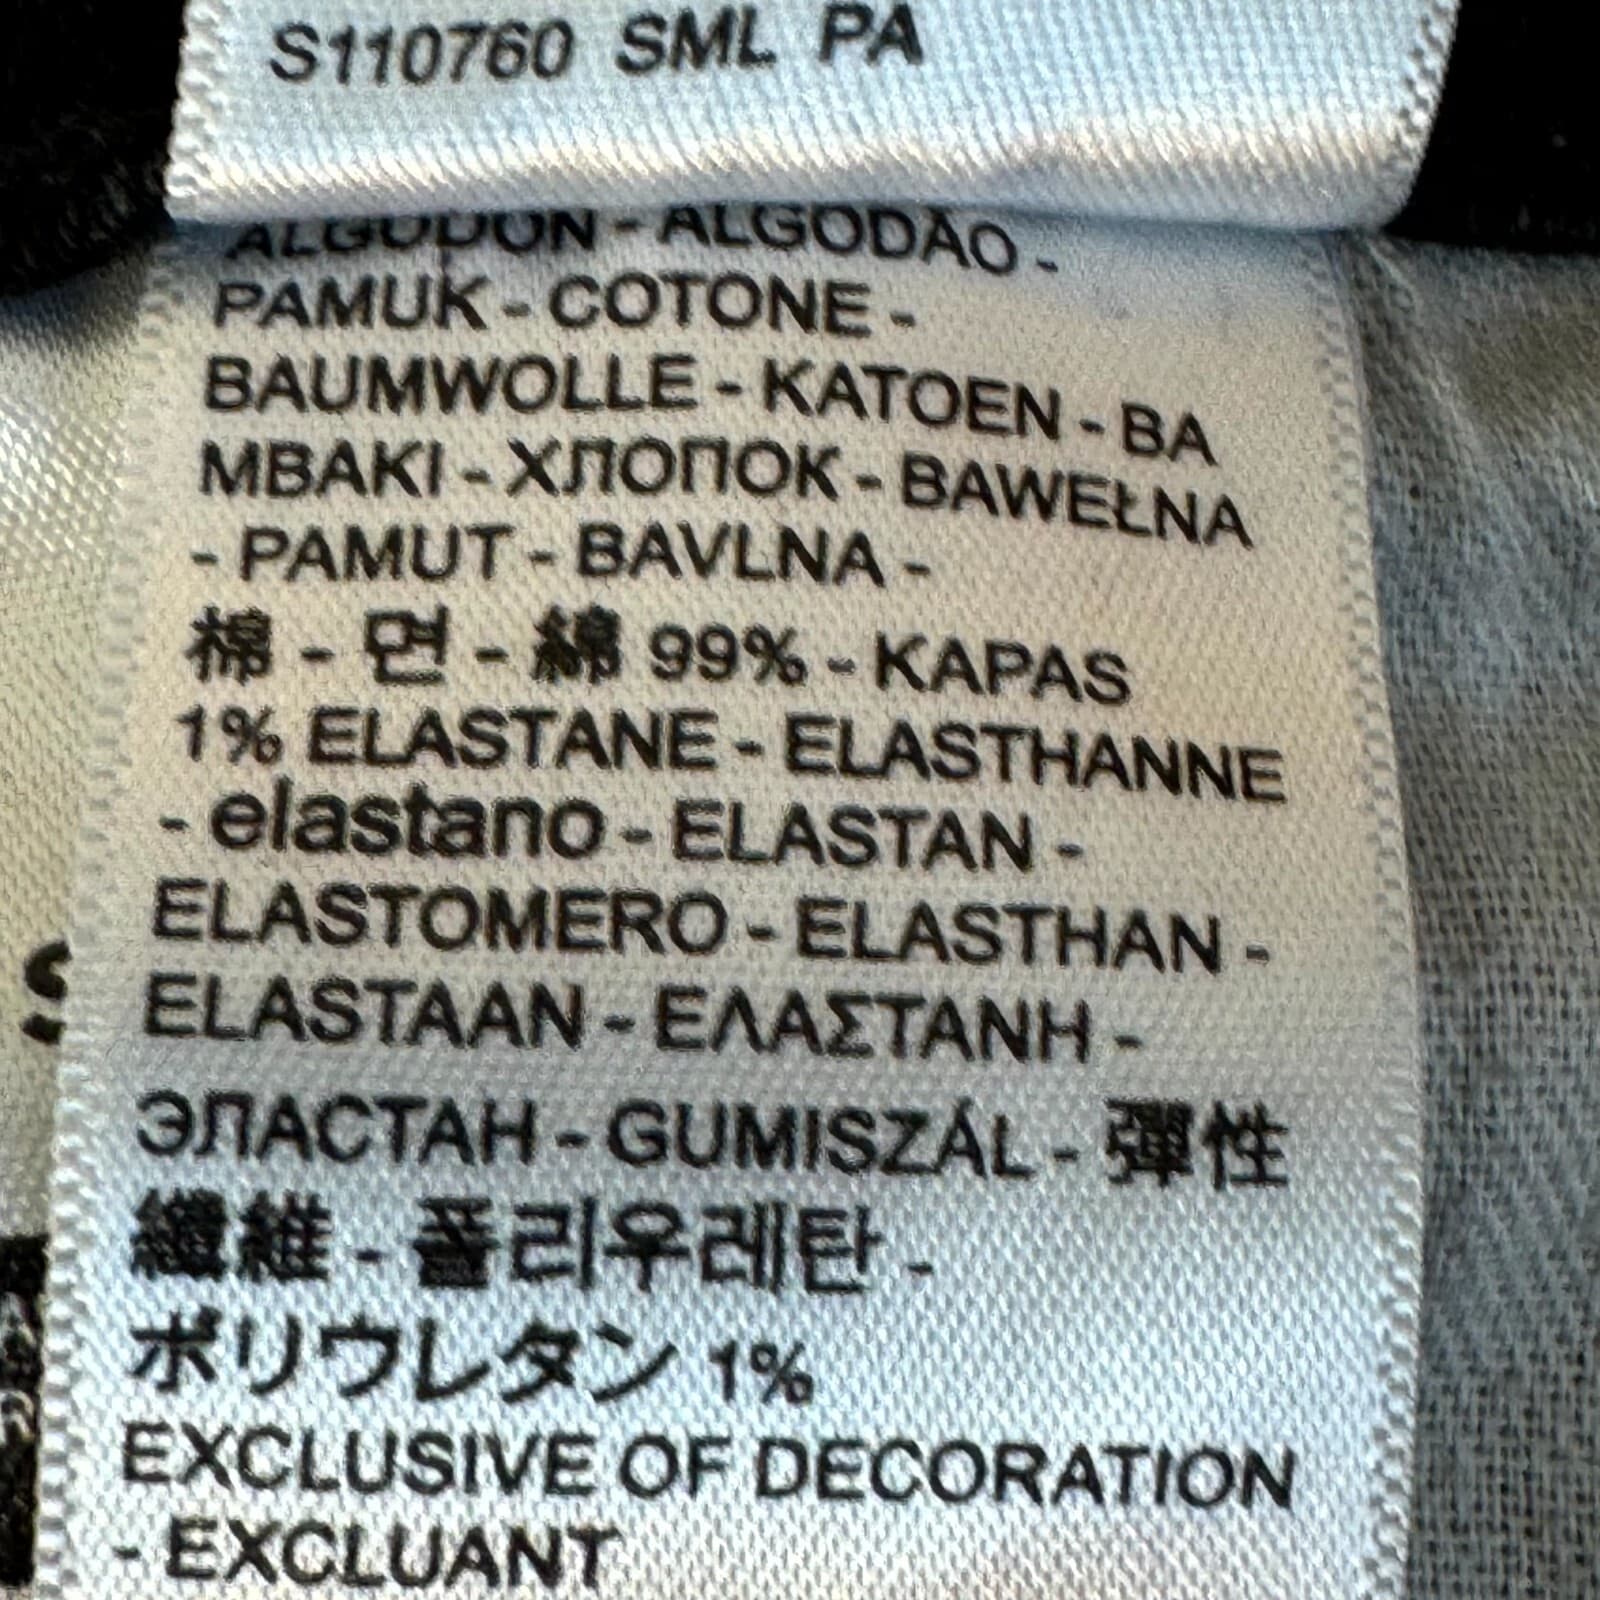 S110760 SML PA
ALGODÓN - ALGODÃO -
PAMUK - COTONE -
BAUMWOLLE - KATOEN - BA
MBAKI - ХЛОПОК - BAWEŁNA
- PAMUT - BAVLNA -
棉 - 면 - 綿 99% - KAPAS
1% ELASTANE - ELASTHANNE
- elastano - ELASTAN -
ELASTOMERO - ELASTHAN -
ELASTAAN - ΕΛΑΣΤΑΝΗ -
ЭЛАСТАН - GUMISZÁL - 彈性
纖維 - 폴리우레탄 -
ポリウレタン 1%
EXCLUSIVE OF DECORATION
- EXCLUANT